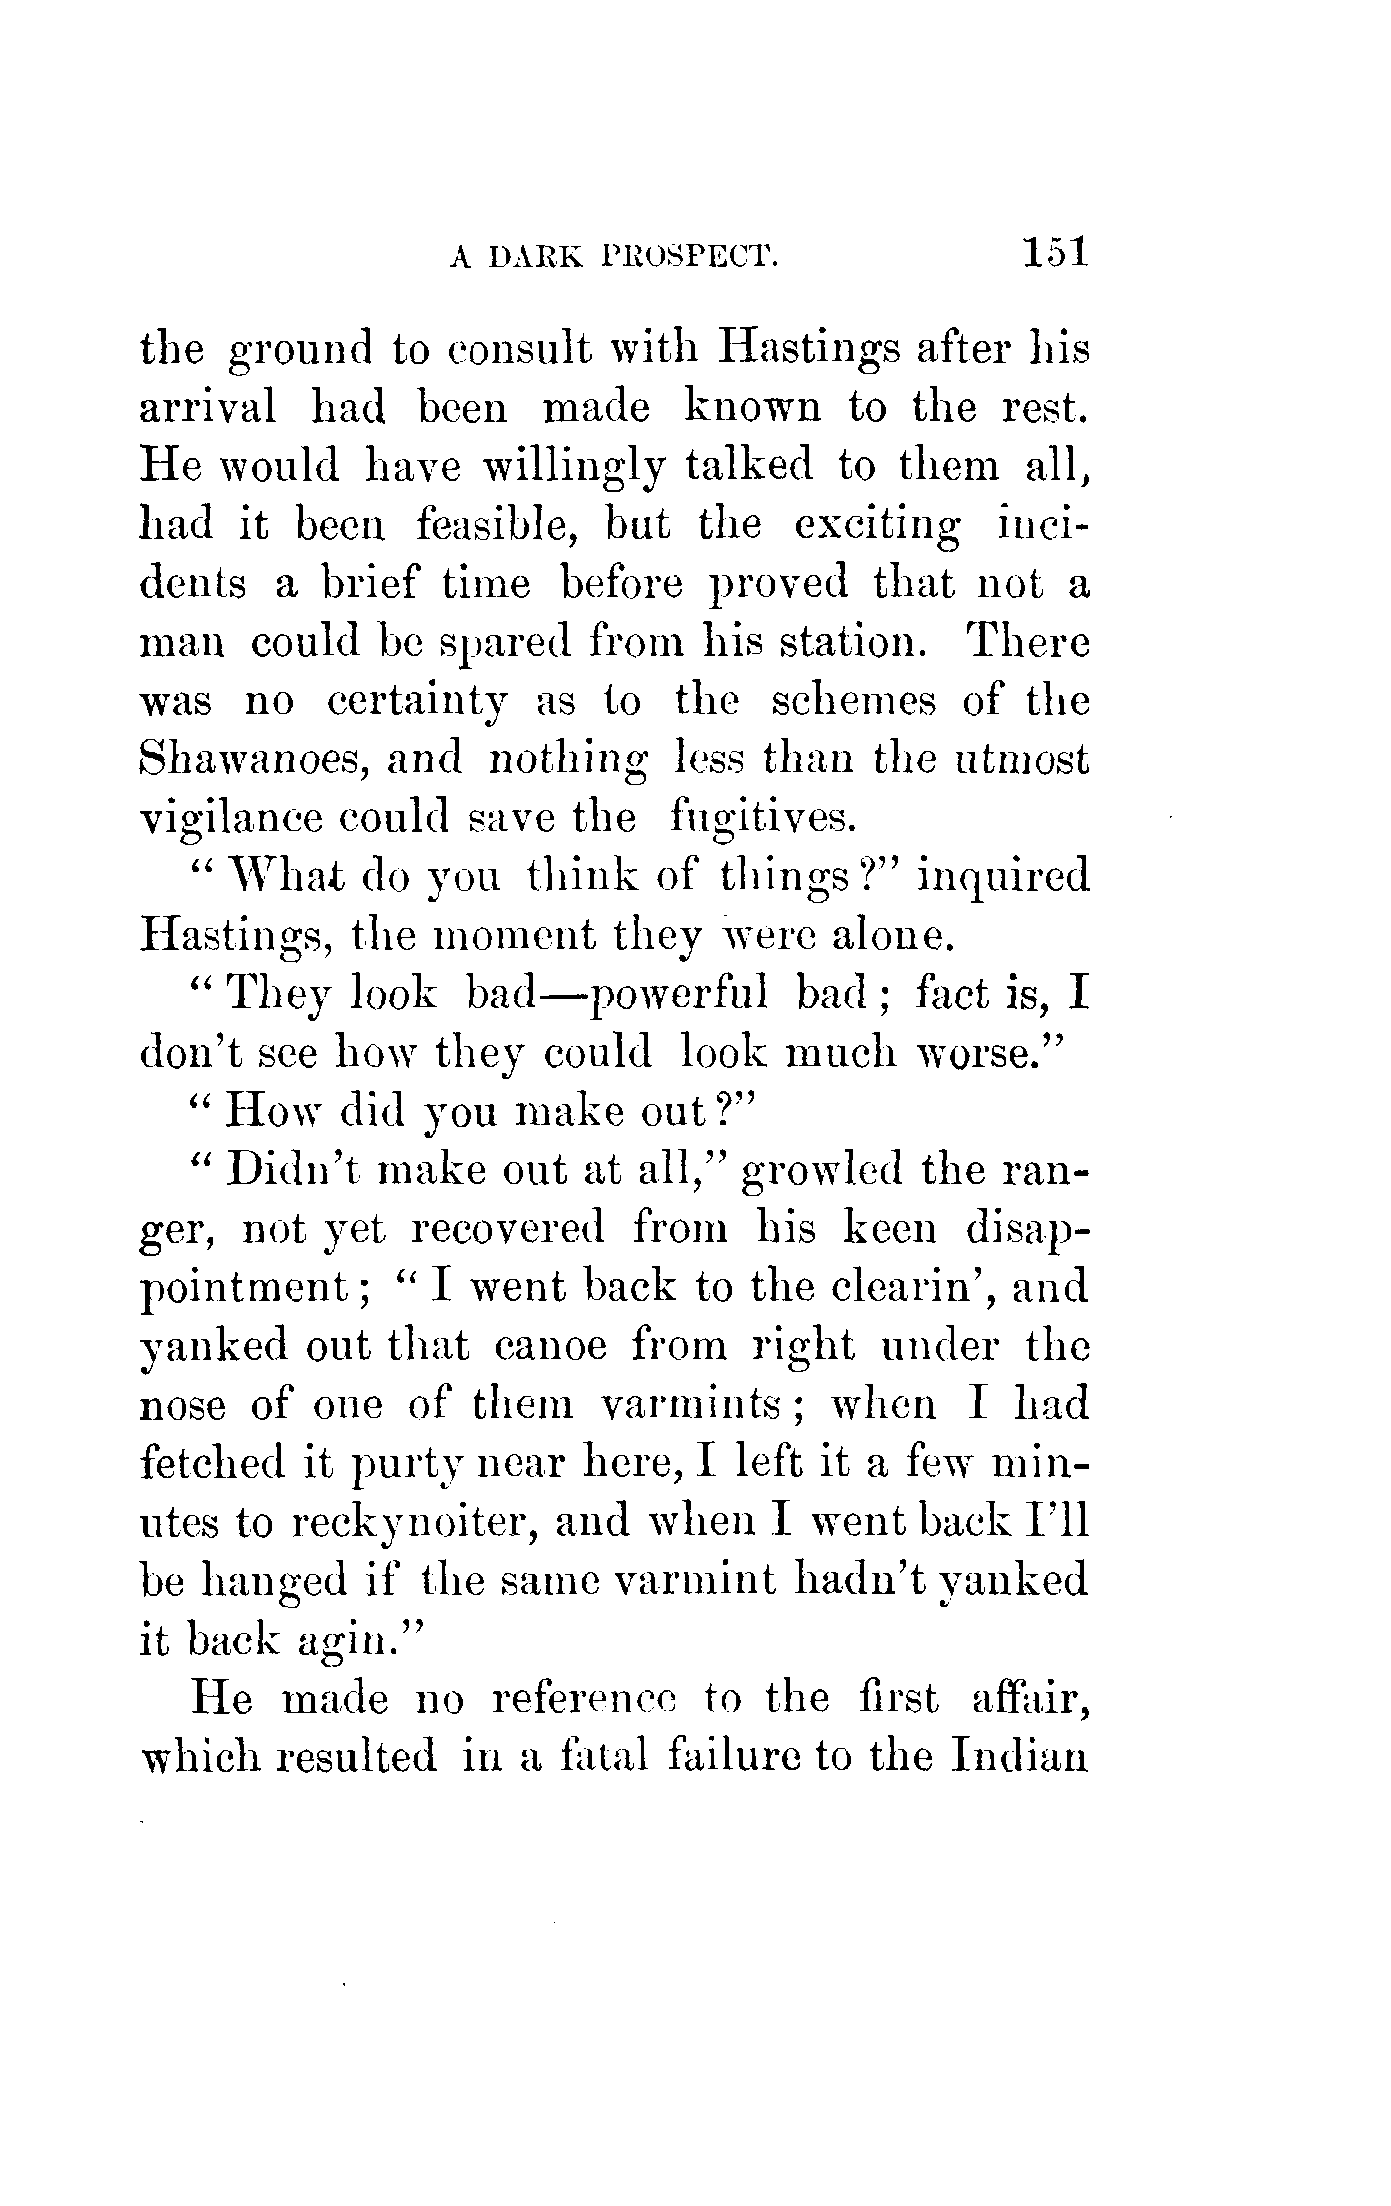 A DARK PROSPECT. 151
the ground to consult with Hastings after his
arrival had been made known to the rest.
He would have willingly talked to them all,
had it been feasible, but the exciting inci-
dents a brief time before proved that not a
man could be spared from his station. There
was no certainty as to the schemes of the
Shawanoes, and nothing less than the utmost
vigilance could save the fugitives.
“ What do you think of things ?” inquired
Hastings, the moment they were alone.
“ They look bad—powerful bad ; fact is, I
don’t see how they could look much worse.”
“ How did you make out ?”
“ Didn’t make out at all,” growled the ran-
ger, not yet recovered from his keen disap-
pointment ; “ I went back to the clearin’, and
yanked out that canoe from right under the
nose of one of them varmints ; when I had
fetched it purty near here, I left it a few min-
utes to reckynoiter, and when I went back I’ll
be hanged if the same varmint hadn’t yanked
it back agin.”
He made no reference to the first affair,
which resulted in a fatal failure to the Indian